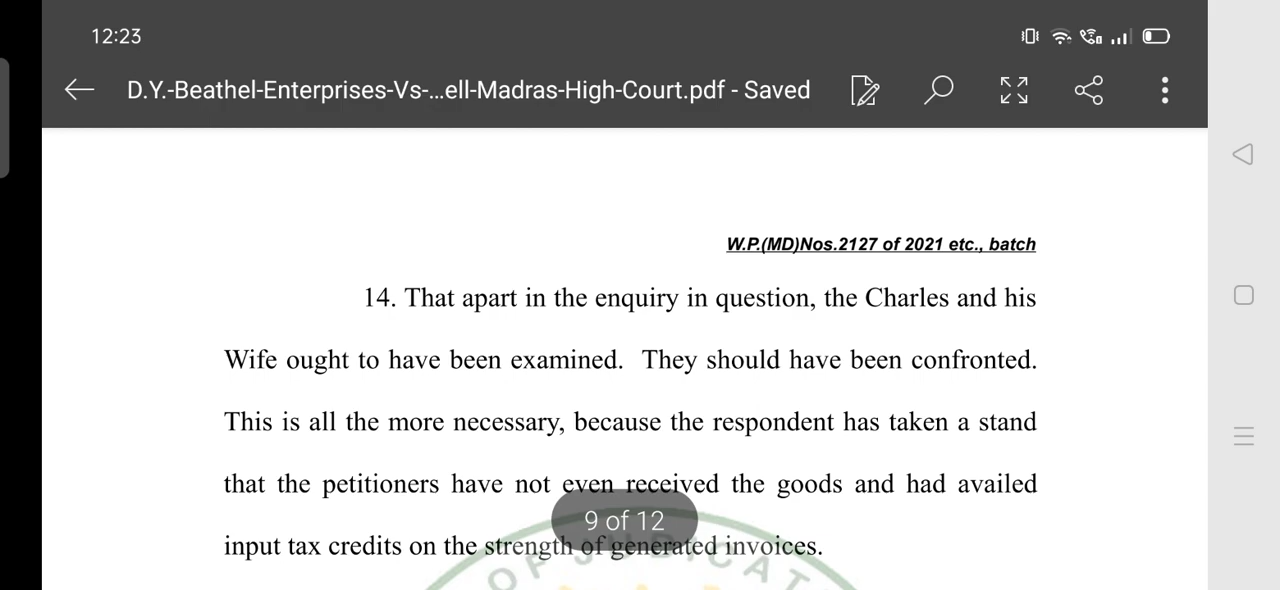 12:23
D.Y.-Beathel-Enterprises-Vs-...ell-Madras-High-Court.pdf - Saved
W.P.(MD)Nos.2127 of 2021 etc., batch
14. That apart in the enquiry in question, the Charles and his
Wife ought to have been examined. They should have been confronted.
This is all the more necessary, because the respondent has taken a stand
that the petitioners have not even received the goods and had availed
9 of 12
input tax credits on the strength of generated invoices.
OF JUDICAT